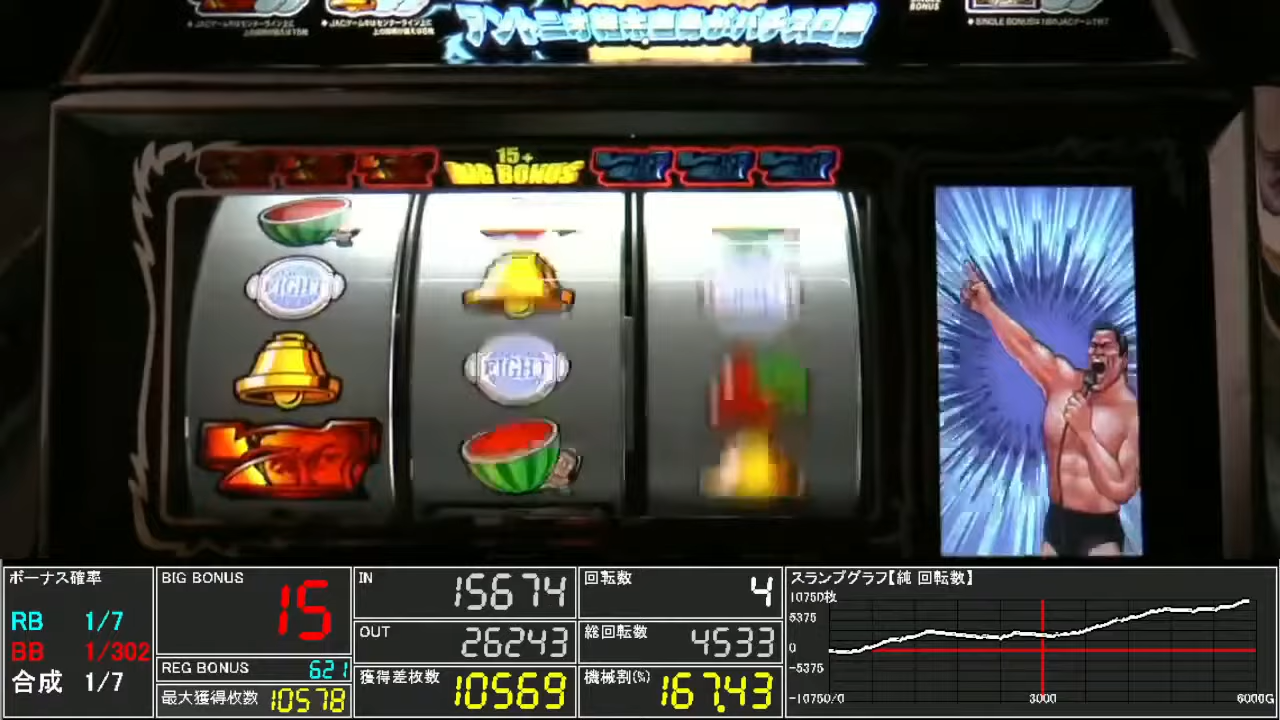 アントニオ猪木自身がパチスロ機
15+
BIG BONUS
FIGHT
FIGHT
ボーナス確率
RB 1/7
BB 1/302
合成 1/7
BIG BONUS
15
REG BONUS
621
最大獲得枚数
10578
IN
15674
OUT
26243
獲得差枚数
10569
回転数
4
総回転数
4533
機械割(%)
167.43
スランプグラフ【純 回転数】
10750枚
5375
0
-5375
-10750/0
3000
6000G